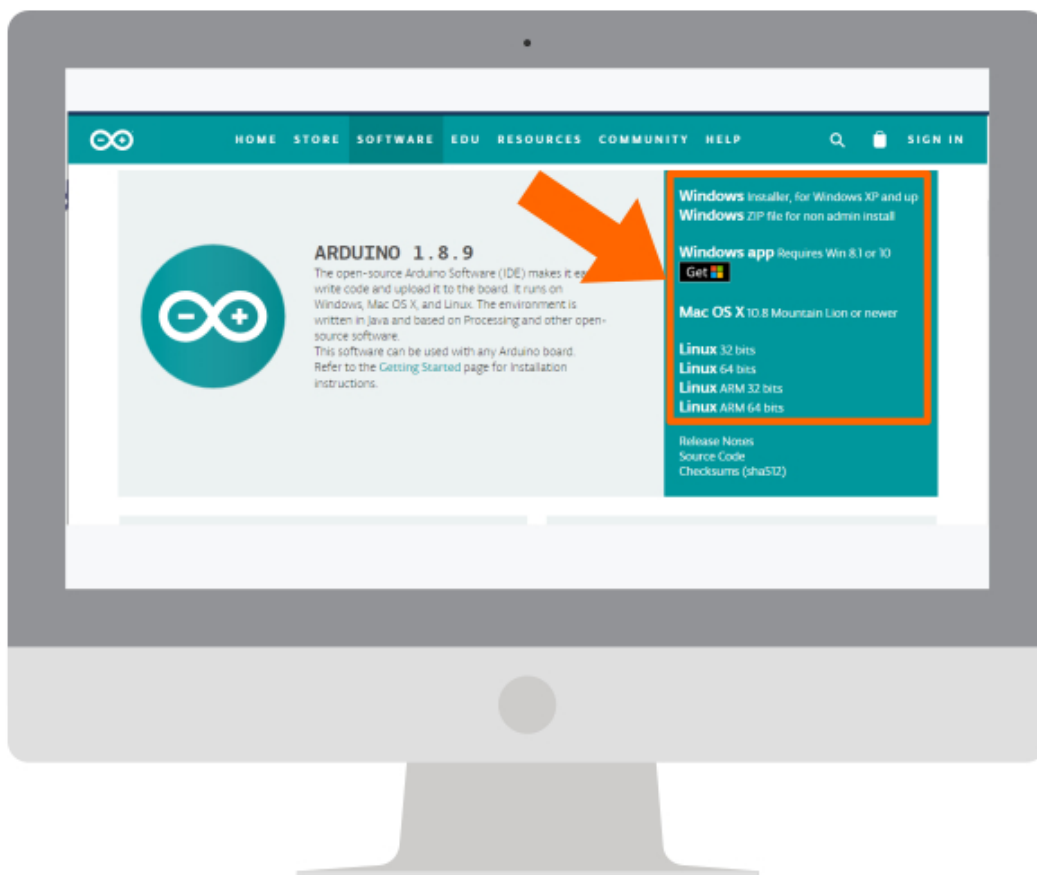 HOME STORE SOFTWARE EDU RESOURCES COMMUNITY HELP SIGN IN
ARDUINO 1.8.9
The open-source Arduino Software (IDE) makes it
write code and upload it to the board. It runs on
Windows, Mac OS X, and Linux. The environment is
written in Java and based on Processing and other open-
source software.
This software can be used with any Arduino board.
Refer to the Getting Started page for Installation
instructions.
Windows Installer, for Windows XP and up
Windows ZIP file for non admin install
Windows app Requires Win 8.1 or 10
Get
Mac OS X 10.8 Mountain Lion or newer
Linux 32 bits
Linux 64 bits
Linux ARM 32 bits
Linux ARM 64 bits
Release Notes
Source Code
Checksums (sha512)